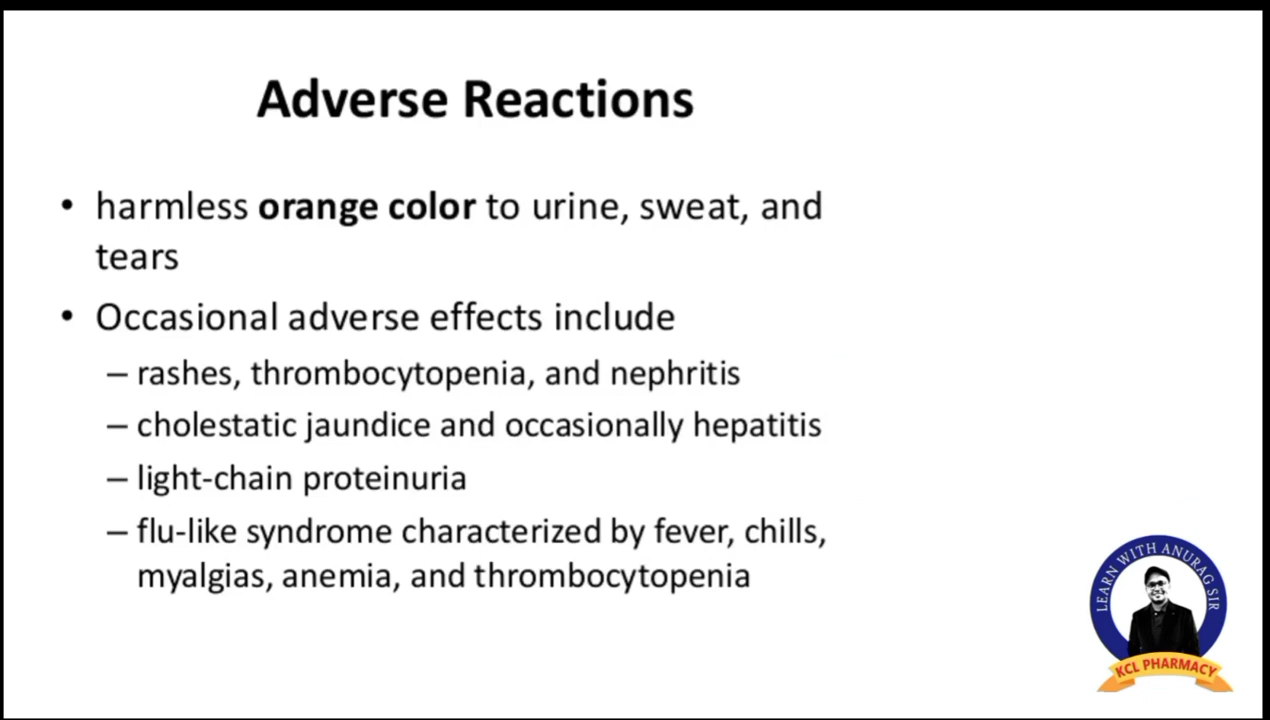 Adverse Reactions
• harmless orange color to urine, sweat, and
tears
• Occasional adverse effects include
– rashes, thrombocytopenia, and nephritis
– cholestatic jaundice and occasionally hepatitis
– light-chain proteinuria
– flu-like syndrome characterized by fever, chills,
myalgias, anemia, and thrombocytopenia
LEARN WITH ANURAG SIR
KCL PHARMACY